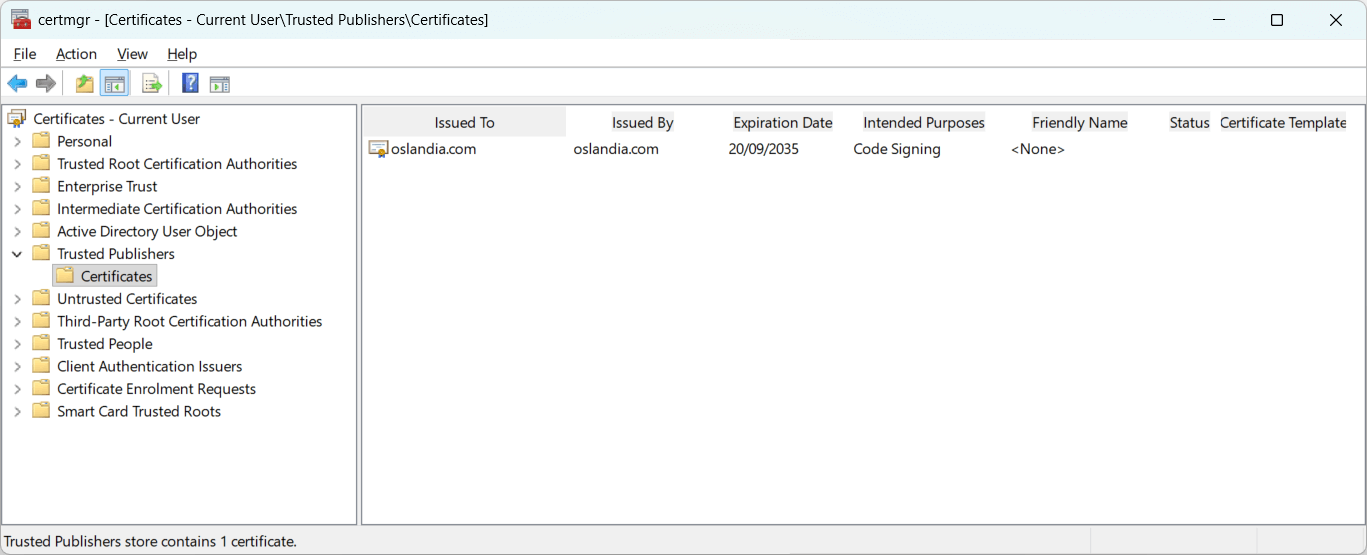 certmgr - [Certificates - Current User\Trusted Publishers\Certificates]
File Action View Help
Certificates - Current User
Personal
Trusted Root Certification Authorities
Enterprise Trust
Intermediate Certification Authorities
Active Directory User Object
Trusted Publishers
Certificates
Untrusted Certificates
Third-Party Root Certification Authorities
Trusted People
Client Authentication Issuers
Certificate Enrolment Requests
Smart Card Trusted Roots
Issued To Issued By Expiration Date Intended Purposes Friendly Name Status Certificate Template
oslandia.com oslandia.com 20/09/2035 Code Signing <None>
Trusted Publishers store contains 1 certificate.